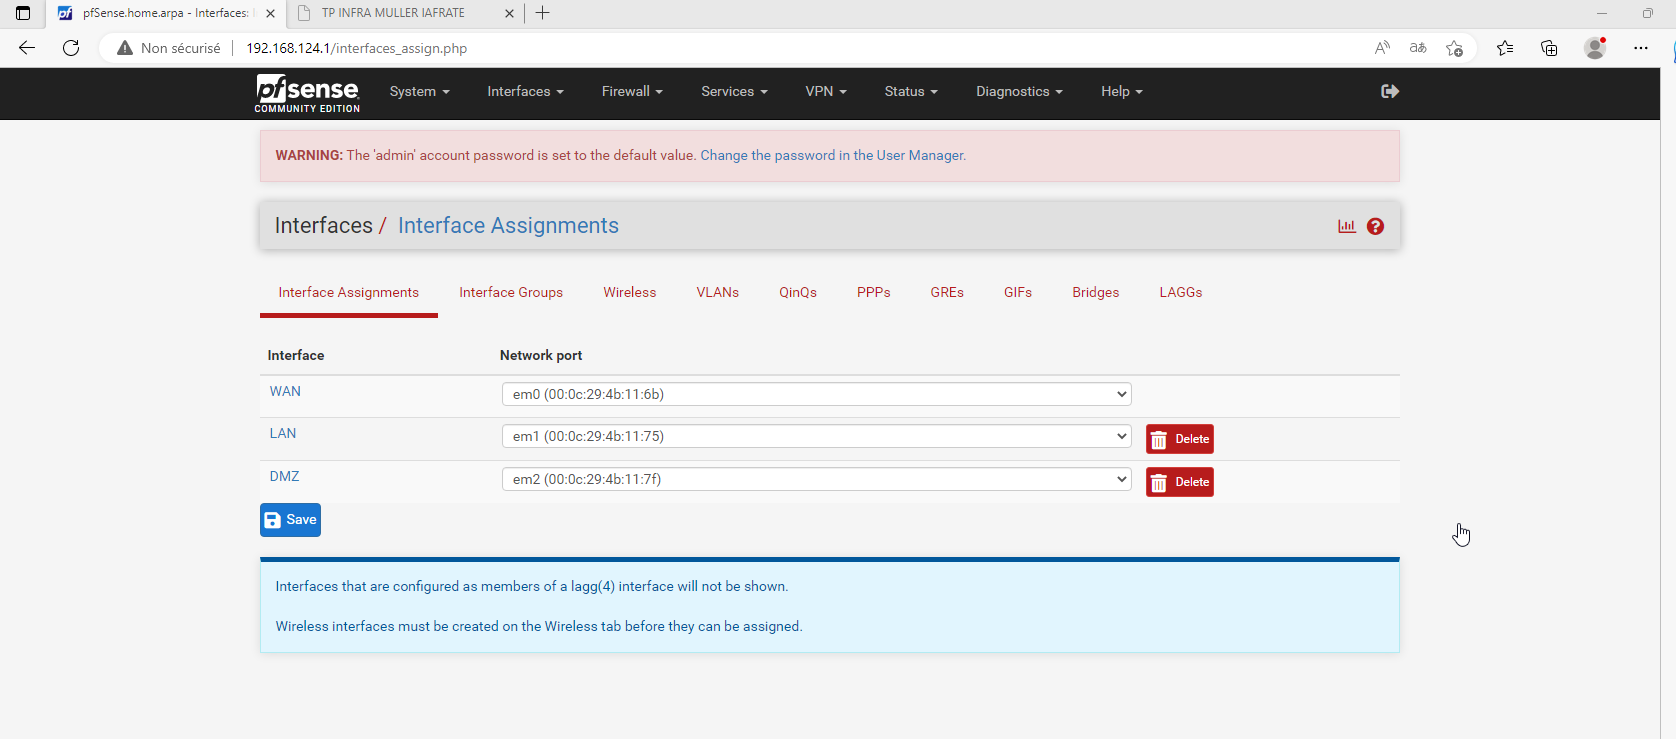 pfSense.home.arpa - Interfaces:
TP INFRA MULLER IAFRATE
Non sécurisé
192.168.124.1/interfaces_assign.php
pfsense
COMMUNITY EDITION
System
Interfaces
Firewall
Services
VPN
Status
Diagnostics
Help
WARNING: The 'admin' account password is set to the default value. Change the password in the User Manager.
Interfaces / Interface Assignments
Interface Assignments
Interface Groups
Wireless
VLANs
QinQs
PPPs
GREs
GIFs
Bridges
LAGGs
Interface
Network port
WAN
em0 (00:0c:29:4b:11:6b)
LAN
em1 (00:0c:29:4b:11:75)
Delete
DMZ
em2 (00:0c:29:4b:11:7f)
Delete
Save
Interfaces that are configured as members of a lagg(4) interface will not be shown.
Wireless interfaces must be created on the Wireless tab before they can be assigned.